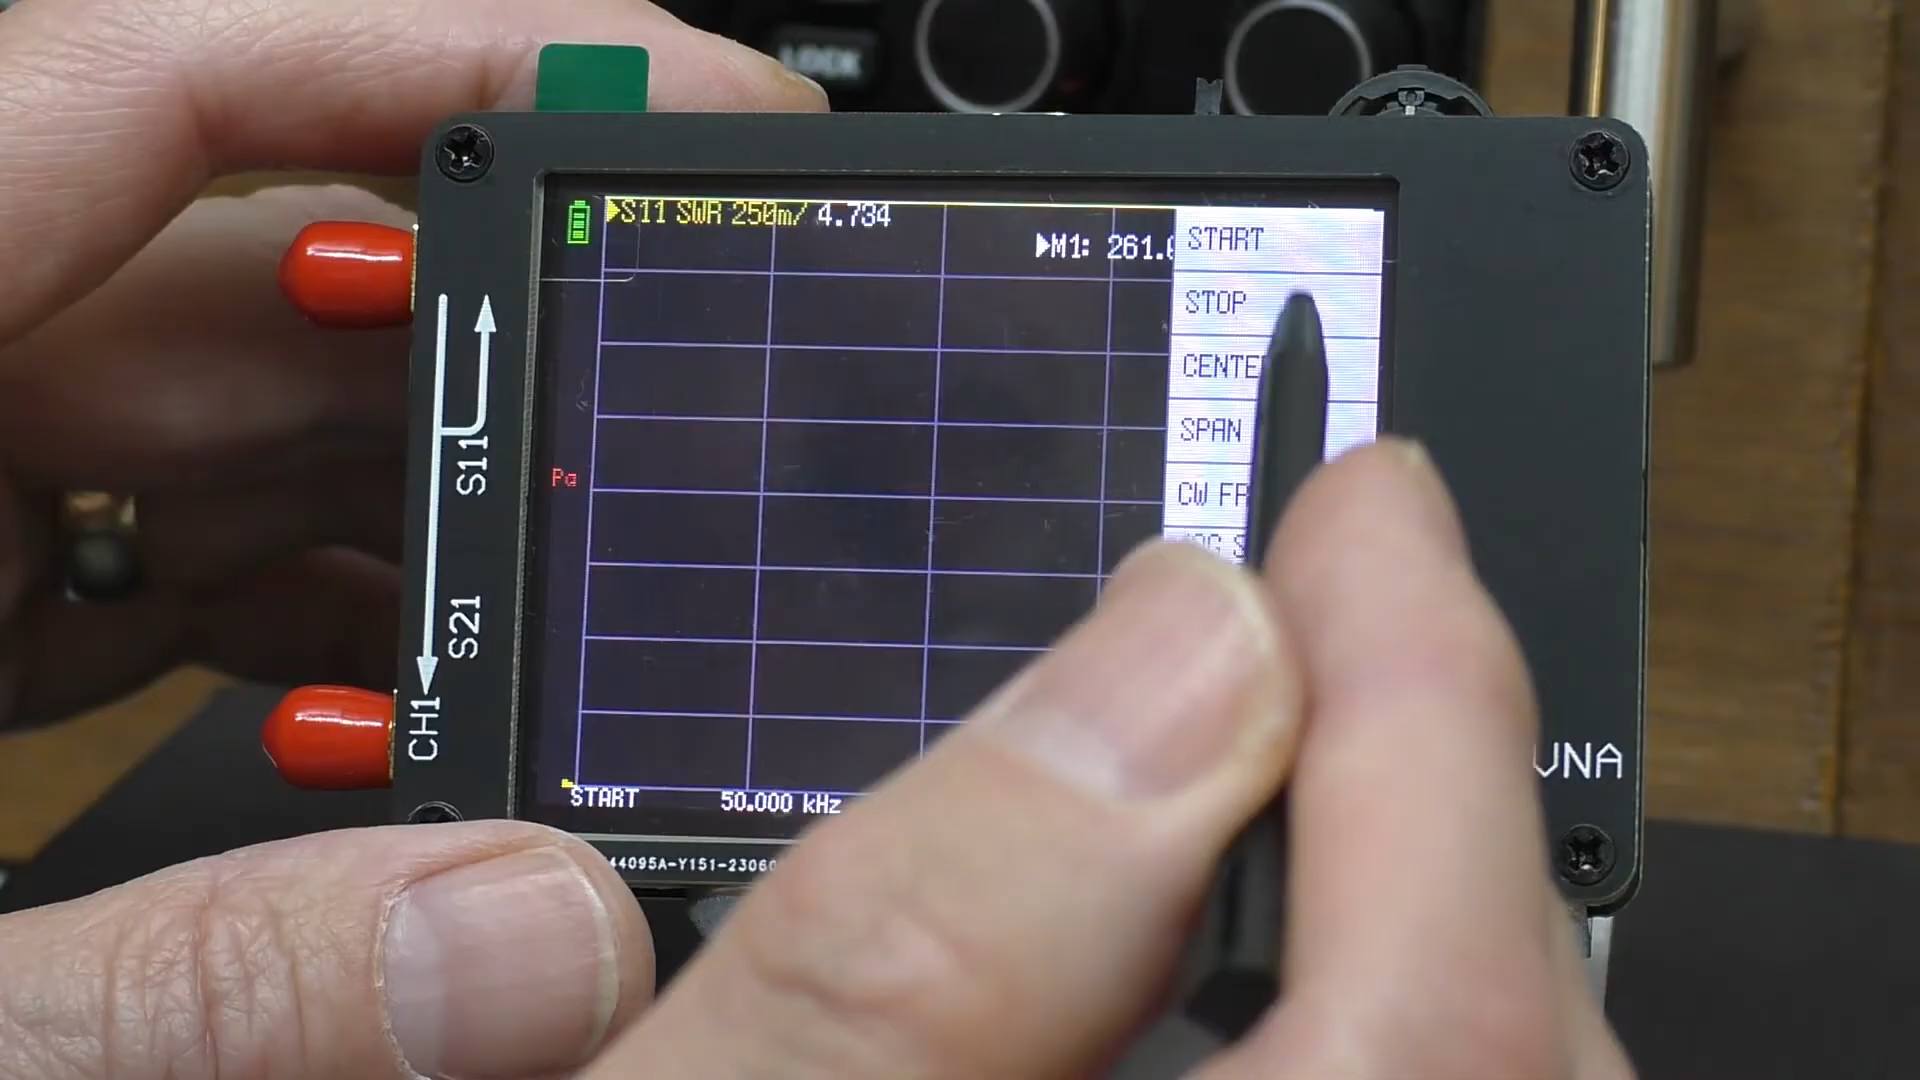 LOCK
S11 SWR 250m/ 4.734
M1: 261.
START
STOP
CENTE
SPAN
CW FR
Pa
S11
S21
CH1
VNA
START 50.000 kHz
44095A-Y151-2306